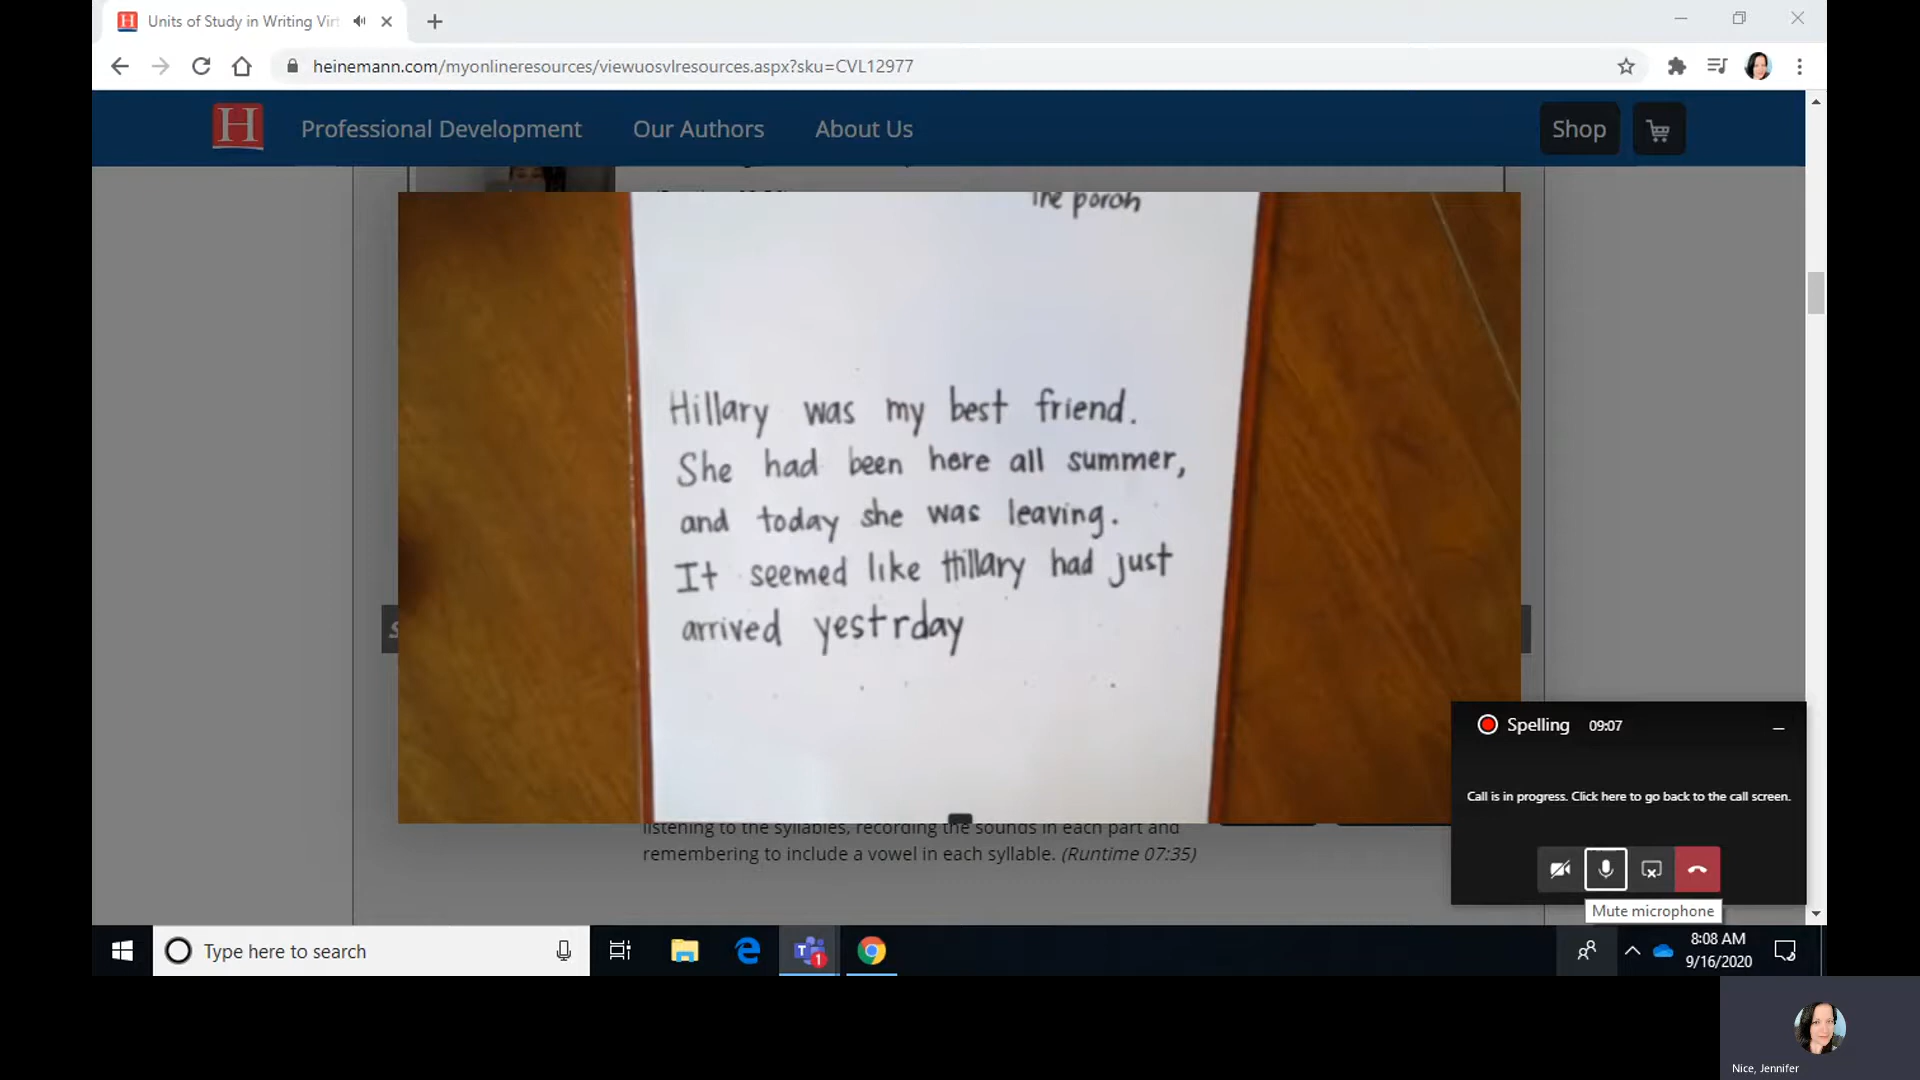 Units of Study in Writing Virt
heinemann.com/myonlineresources/viewuosvlresources.aspx?sku=CVL12977
H Professional Development Our Authors About Us Shop
The porch
Hillary was my best friend.
She had been here all summer,
and today she was leaving.
It seemed like Hillary had just
arrived yestrday
listening to the syllables, recording the sounds in each part and
remembering to include a vowel in each syllable. (Runtime 07:35)
Spelling 09:07
Call is in progress. Click here to go back to the call screen.
Mute microphone
Type here to search
8:08 AM
9/16/2020
Nice, Jennifer